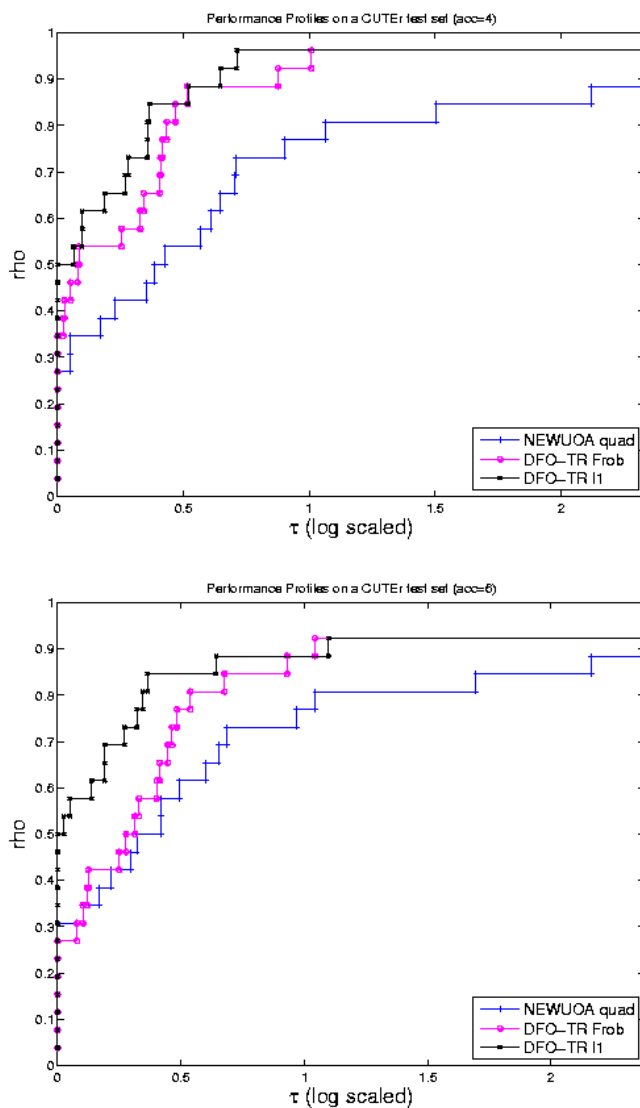 Performance Profiles on a CUTEr test set (acc=4)
1
0.9
0.8
0.7
0.6
0.5
0.4
0.3
0.2
0.1
0
rho
NEWUOA quad
DFO–TR Frob
DFO–TR l1
0 0.5 1 1.5 2
τ (log scaled)
Performance Profiles on a CUTEr test set (acc=6)
1
0.9
0.8
0.7
0.6
0.5
0.4
0.3
0.2
0.1
0
rho
NEWUOA quad
DFO–TR Frob
DFO–TR l1
0 0.5 1 1.5 2
τ (log scaled)